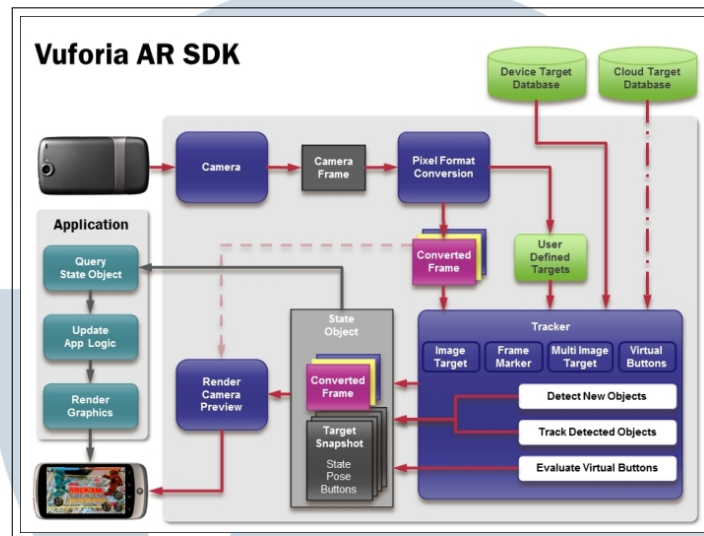 Vuforia AR SDK
Device Target
Database
Cloud Target
Database
Camera
Camera
Frame
Pixel Format
Conversion
Application
Query
State Object
Update
App Logic
Render
Graphics
Converted
Frame
User
Defined
Targets
State
Object
Converted
Frame
Target
Snapshot
State
Pose
Buttons
Render
Camera
Preview
Tracker
Image
Target
Frame
Marker
Multi Image
Target
Virtual
Buttons
Detect New Objects
Track Detected Objects
Evaluate Virtual Buttons